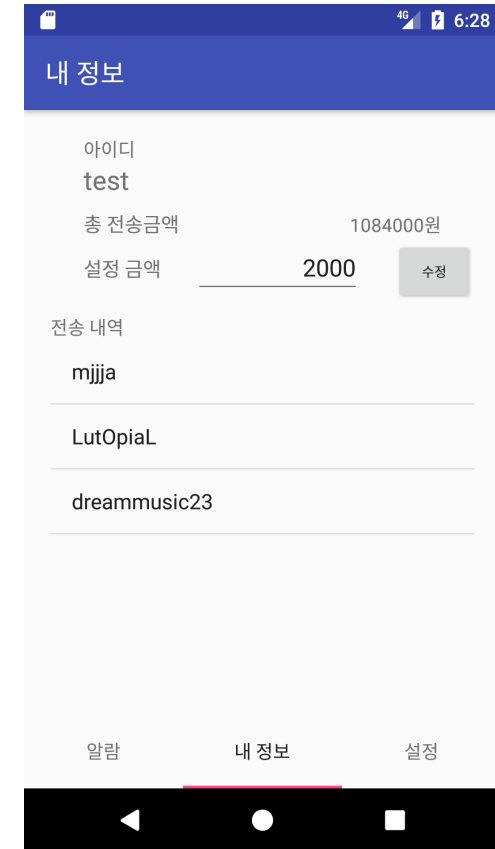 4G 6:28
내 정보
아이디
test
총 전송금액 1084000원
설정 금액 2000 수정
전송 내역
mjjja
LutOpiaL
dreammusic23
알람 내 정보 설정